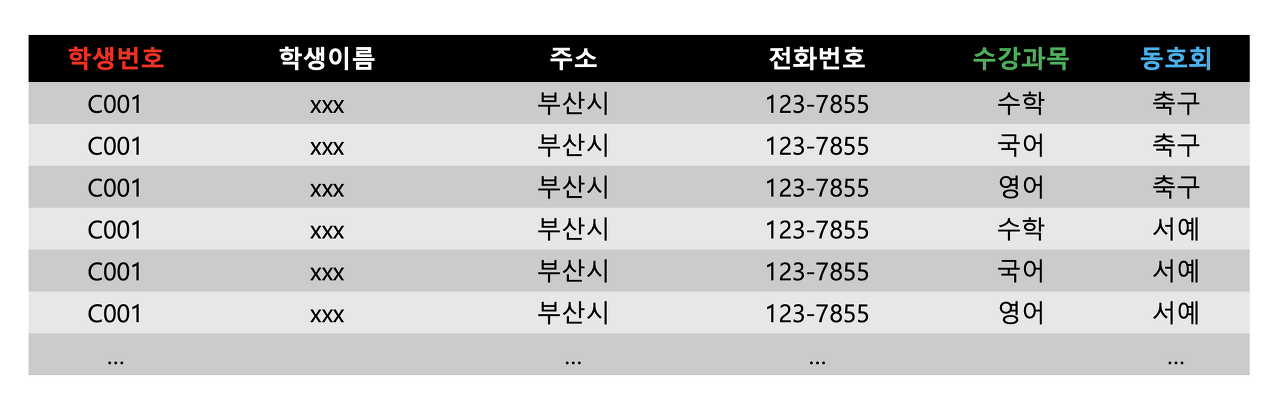 학생번호 학생이름 주소 전화번호 수강과목 동호회
C001 xxx 부산시 123-7855 수학 축구
C001 xxx 부산시 123-7855 국어 축구
C001 xxx 부산시 123-7855 영어 축구
C001 xxx 부산시 123-7855 수학 서예
C001 xxx 부산시 123-7855 국어 서예
C001 xxx 부산시 123-7855 영어 서예
... ... ... ...